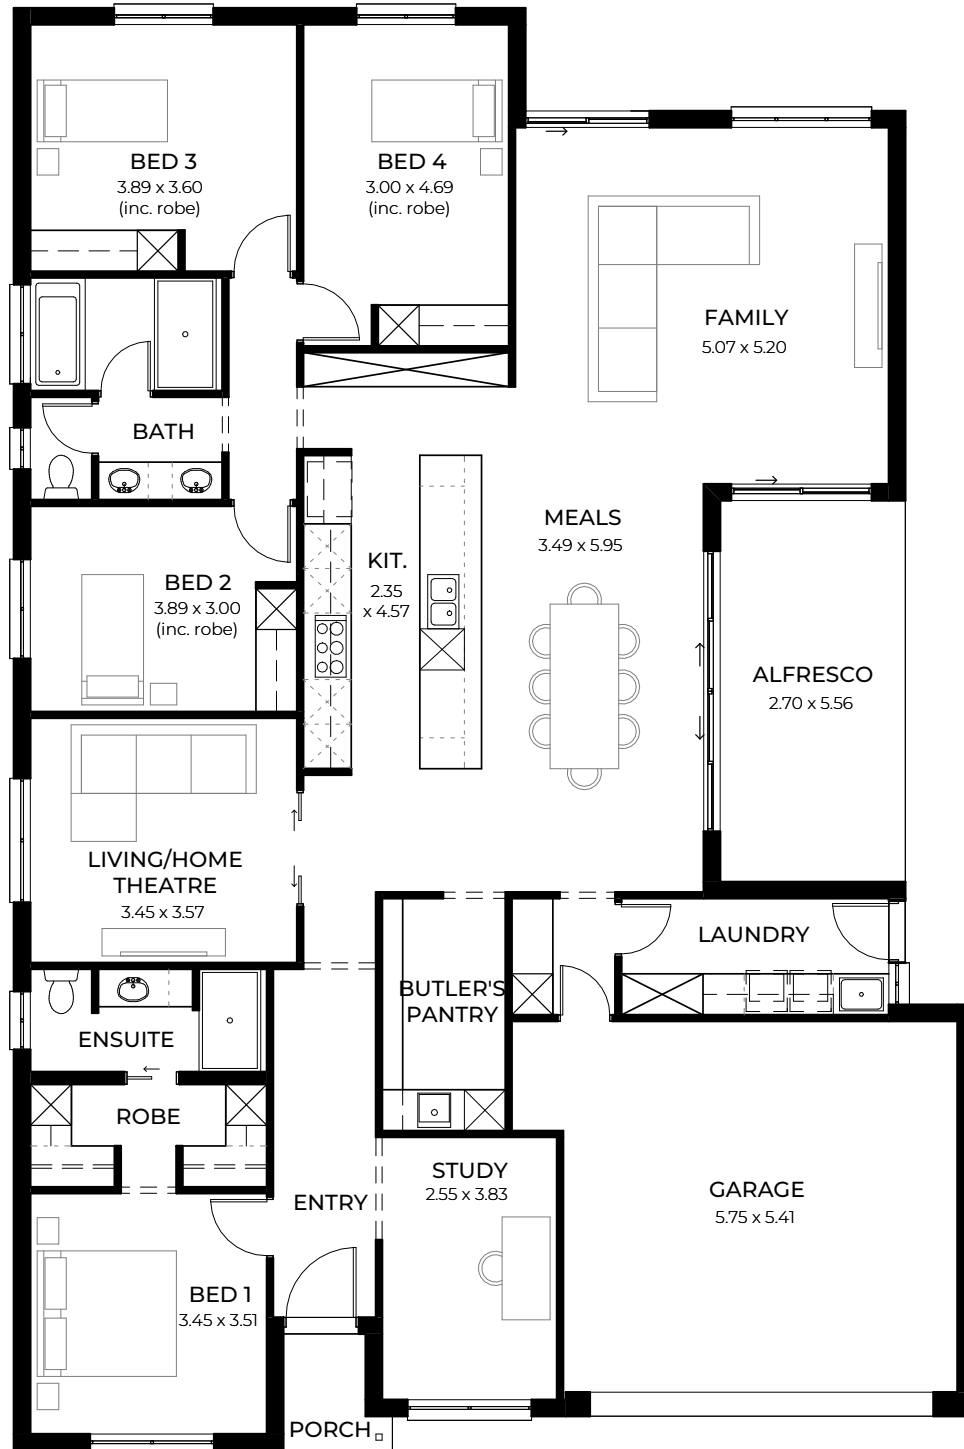 BED 3
3.89 x 3.60
(inc. robe)
BED 4
3.00 x 4.69
(inc. robe)
FAMILY
5.07 x 5.20
BATH
MEALS
3.49 x 5.95
KIT.
2.35
x 4.57
BED 2
3.89 x 3.00
(inc. robe)
ALFRESCO
2.70 x 5.56
LIVING/HOME
THEATRE
3.45 x 3.57
LAUNDRY
BUTLER'S
PANTRY
ENSUITE
ROBE
STUDY
2.55 x 3.83
ENTRY
GARAGE
5.75 x 5.41
BED 1
3.45 x 3.51
PORCH